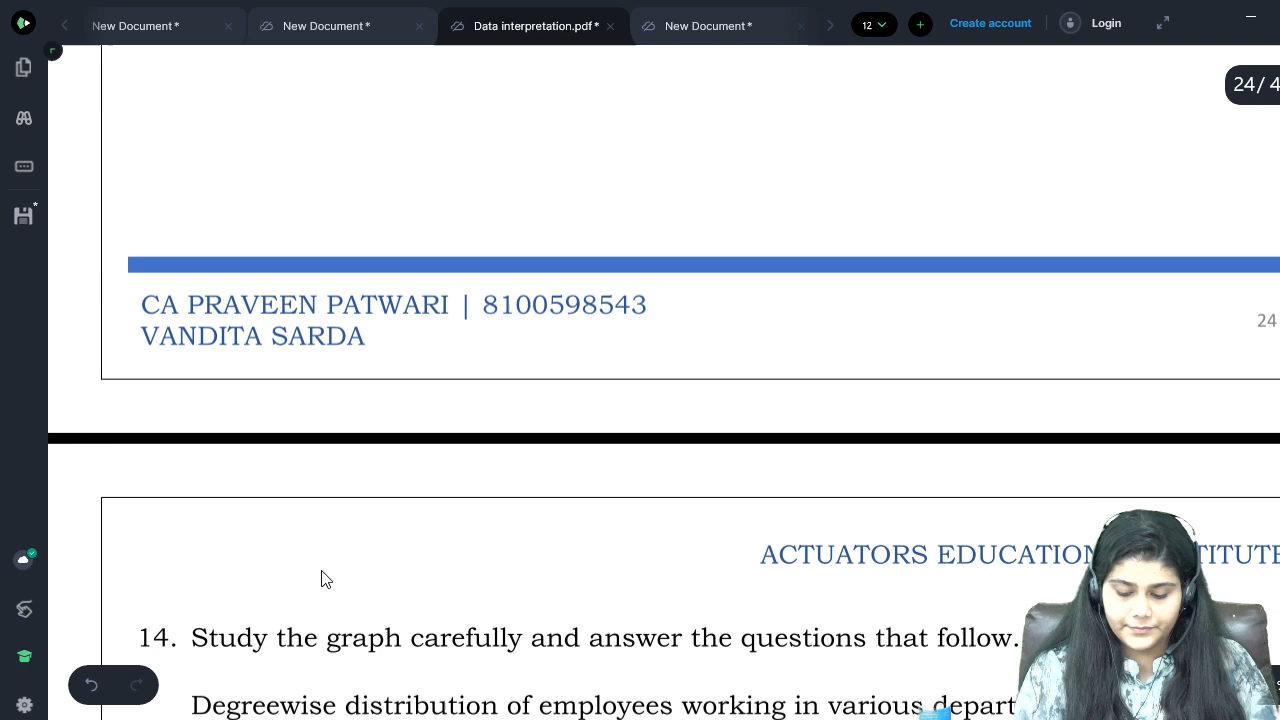 New Document*
New Document*
Data interpretation.pdf*
New Document*
12
Create account
Login
24/ 4
CA PRAVEEN PATWARI | 8100598543
24
VANDITA SARDA
ACTUATORS EDUCATION
14. Study the graph carefully and answer the questions that follow.
Degreewise distribution of employees working in various depart